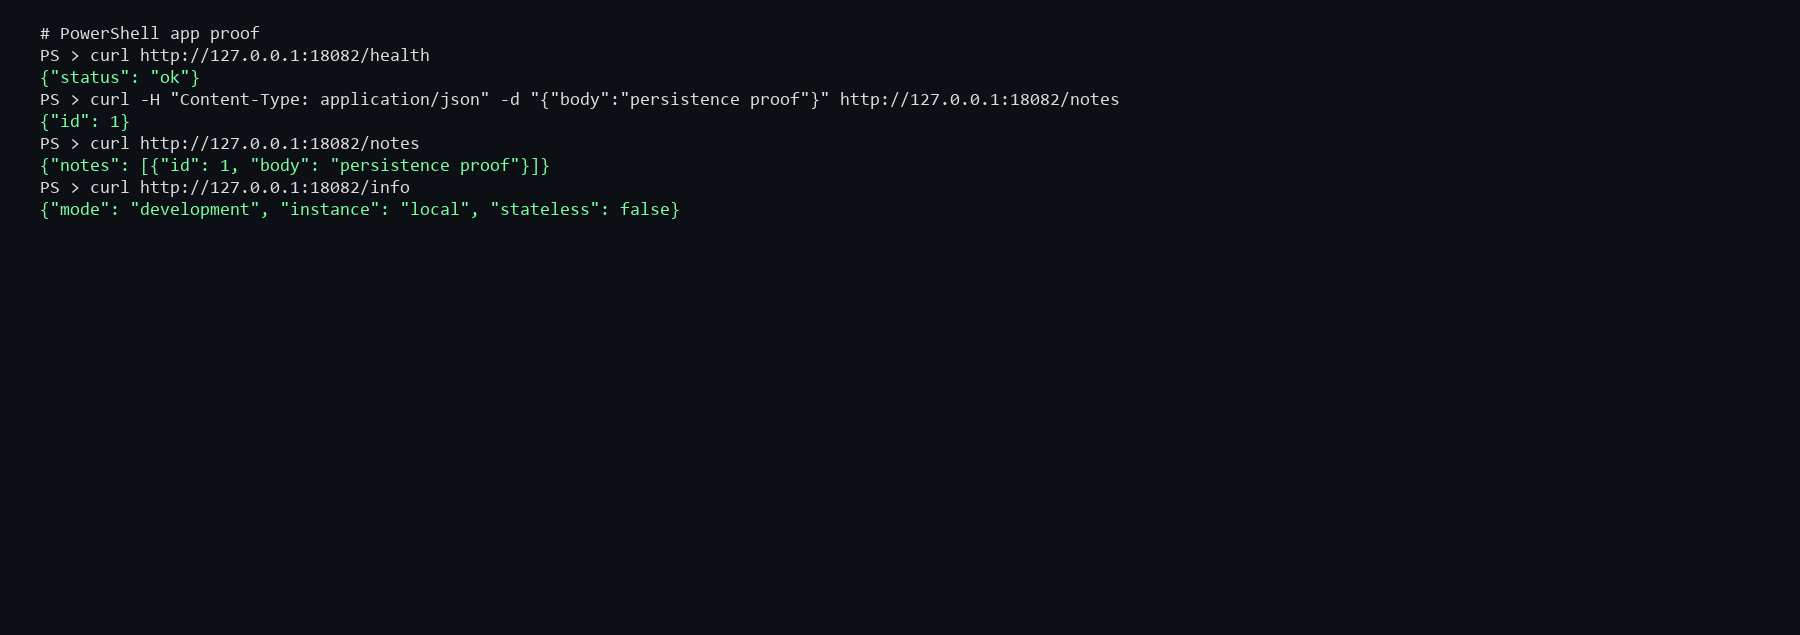 # PowerShell app proof
PS > curl http://127.0.0.1:18082/health
{"status": "ok"}
PS > curl -H "Content-Type: application/json" -d "{"body":"persistence proof"}" http://127.0.0.1:18082/notes
{"id": 1}
PS > curl http://127.0.0.1:18082/notes
{"notes": [{"id": 1, "body": "persistence proof"}]}
PS > curl http://127.0.0.1:18082/info
{"mode": "development", "instance": "local", "stateless": false}